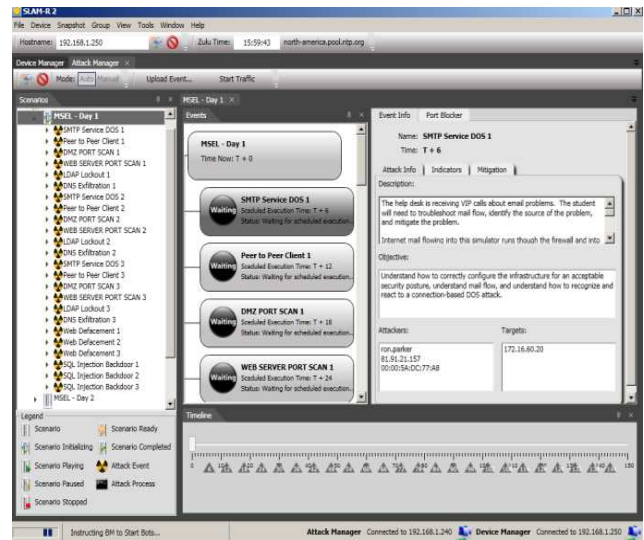 SLAM-R 2
File Device Snapshot Group View Tools Window Help
Hostname: 192.168.1.250 Zulu Time: 15:59:43 north-america.pool.ntp.org
Device Manager Attack Manager ×
Mode: Auto Manual Upload Event... Start Traffic
Scenarios
MSEL - Day 1
SMTP Service DOS 1
Peer to Peer Client 1
DMZ PORT SCAN 1
WEB SERVER PORT SCAN 1
LDAP Lockout 1
DNS Exfiltration 1
SMTP Service DOS 2
Peer to Peer Client 2
DMZ PORT SCAN 2
WEB SERVER PORT SCAN 2
LDAP Lockout 2
DNS Exfiltration 2
SMTP Service DOS 3
Peer to Peer Client 3
DMZ PORT SCAN 3
WEB SERVER PORT SCAN 3
LDAP Lockout 3
DNS Exfiltration 3
Web Defacement 1
Web Defacement 2
Web Defacement 3
SQL Injection Backdoor 1
SQL Injection Backdoor 2
SQL Injection Backdoor 3
MSEL - Day 2
Legend
Scenario Scenario Ready
Scenario Initializing Scenario Completed
Scenario Playing Attack Event
Scenario Paused Attack Process
Scenario Stopped
MSEL - Day 1 ×
Events
MSEL - Day 1
Time Now: T + 0
Waiting
SMTP Service DOS 1
Sceduled Execution Time: T + 6
Status: Waiting for scheduled execution...
Waiting
Peer to Peer Client 1
Sceduled Execution Time: T + 12
Status: Waiting for scheduled execution...
Waiting
DMZ PORT SCAN 1
Sceduled Execution Time: T + 18
Status: Waiting for scheduled execution...
Waiting
WEB SERVER PORT SCAN 1
Sceduled Execution Time: T + 24
Status: Waiting for scheduled execution...
Event Info Port Blocker
Name: SMTP Service DOS 1
Time: T + 6
Attack Info Indicators Mitigation
Description:
The help desk is receiving VIP calls about email problems. The student
will need to troubleshoot mail flow, identify the source of the problem,
and mitigate the problem.
Internet mail flowing into this simulator runs though the firewall and into
Objective:
Understand how to correctly configure the infrastructure for an acceptable
security posture, understand mail flow, and understand how to recognize and
react to a connection-based DOS attack.
Attackers: Targets:
ron.parker 172.16.60.20
81.91.21.157
00:00:5A:DC:77:A8
Timeline
0 150
Instructing BM to Start Bots... Attack Manager Connected to 192.168.1.240 Device Manager Connected to 192.168.1.250